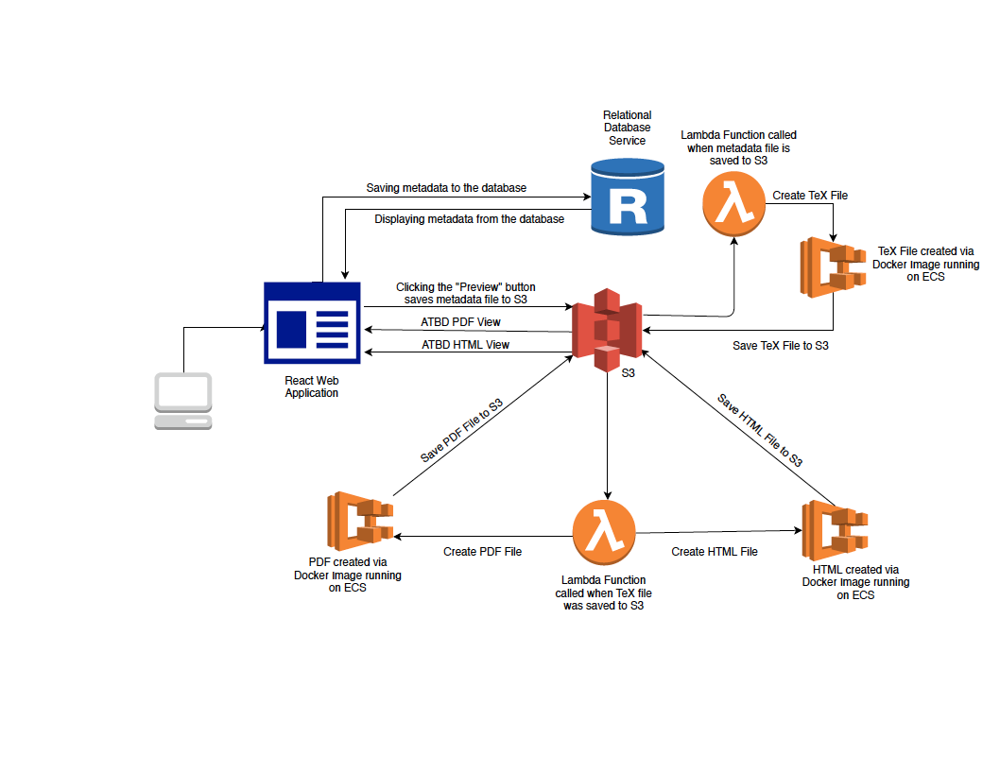 Relational
Database
Service
Lambda Function called
when metadata file is
saved to S3
Saving metadata to the database
Create TeX File
R
Displaying metadata from the database
TeX File created via
Docker Image running
on ECS
Clicking the "Preview" button
saves metadata file to S3
ATBD PDF View
ATBD HTML View
Save TeX File to S3
S3
React Web
Application
Save PDF File to S3
Save HTML File to S3
Create PDF File
Create HTML File
PDF created via
Docker Image running
on ECS
Lambda Function
called when TeX file
was saved to S3
HTML created via
Docker Image running
on ECS